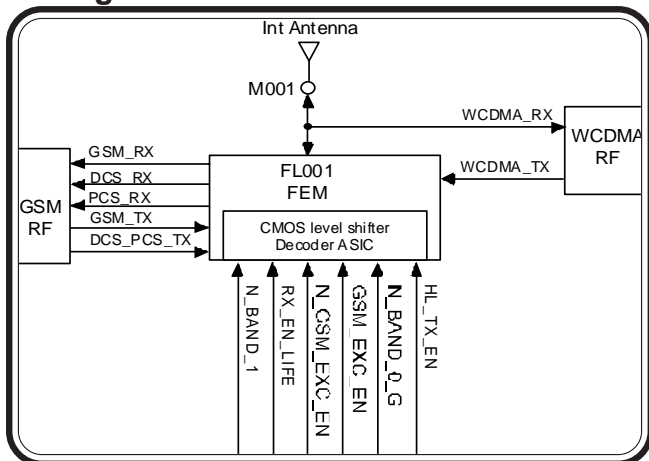 Int Antenna
M001
WCDMA_RX
WCDMA
RF
GSM_RX
FL001
FEM
WCDMA_TX
DCS_RX
PCS_RX
GSM
RF
GSM_TX
CMOS level shifter
Decoder ASIC
DCS_PCS_TX
N_BAND_1
RX_EN_LIFE
N_GSM_EXC_EN
GSM_EXC_EN
N_BAND_0_G
HL_TX_EN